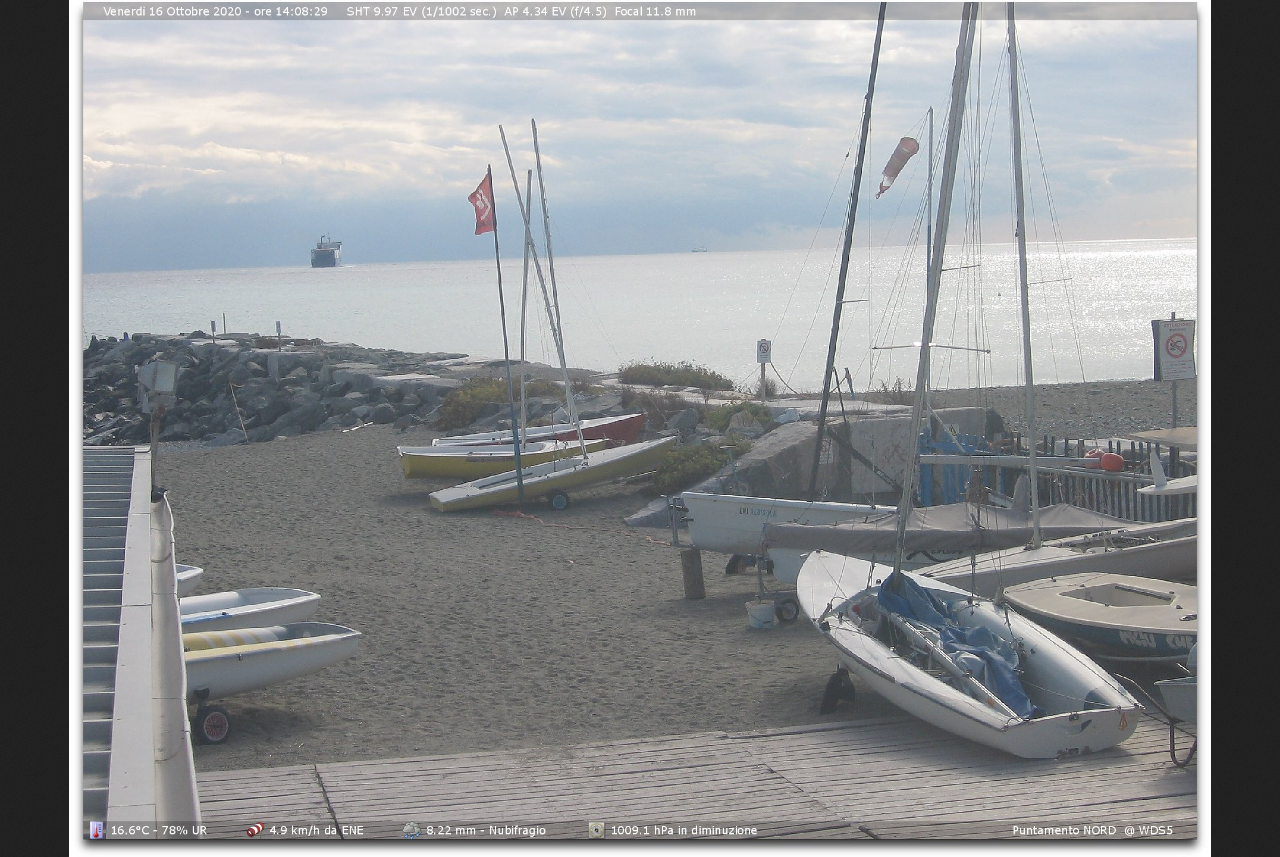 Venerdi 16 Ottobre 2020 - ore 14:08:29 SHT 9.97 EV (1/1002 sec.) AP 4.34 EV (f/4.5) Focal 11.8 mm
16.6°C - 78% UR 4.9 km/h da ENE 8.22 mm - Nubifragio 1009.1 hPa in diminuzione Puntamento NORD @ WDS5